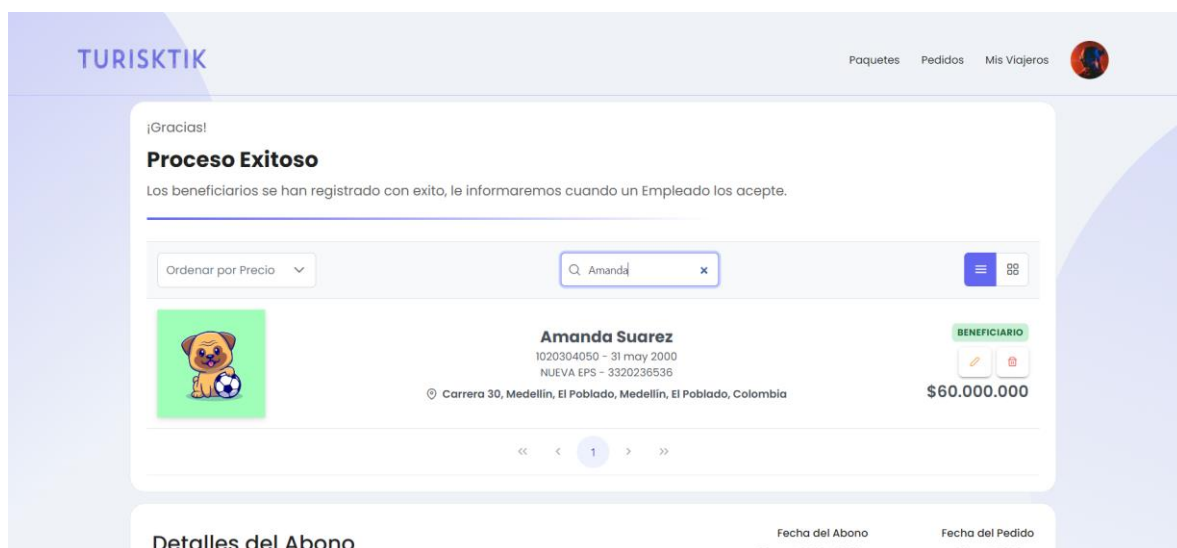 TURISKTIK
Paquetes Pedidos Mis Viajeros
¡Gracias!
Proceso Exitoso
Los beneficiarios se han registrado con exito, le informaremos cuando un Empleado los acepte.
Ordenar por Precio
Amanda
Amanda Suarez
BENEFICIARIO
1020304050 - 31 may 2000
NUEVA EPS - 3320236536
Carrera 30, Medellin, El Poblado, Medellín, El Poblado, Colombia
$60.000.000
<< < 1 > >>
Detalles del Abono
Fecha del Abono Fecha del Pedido